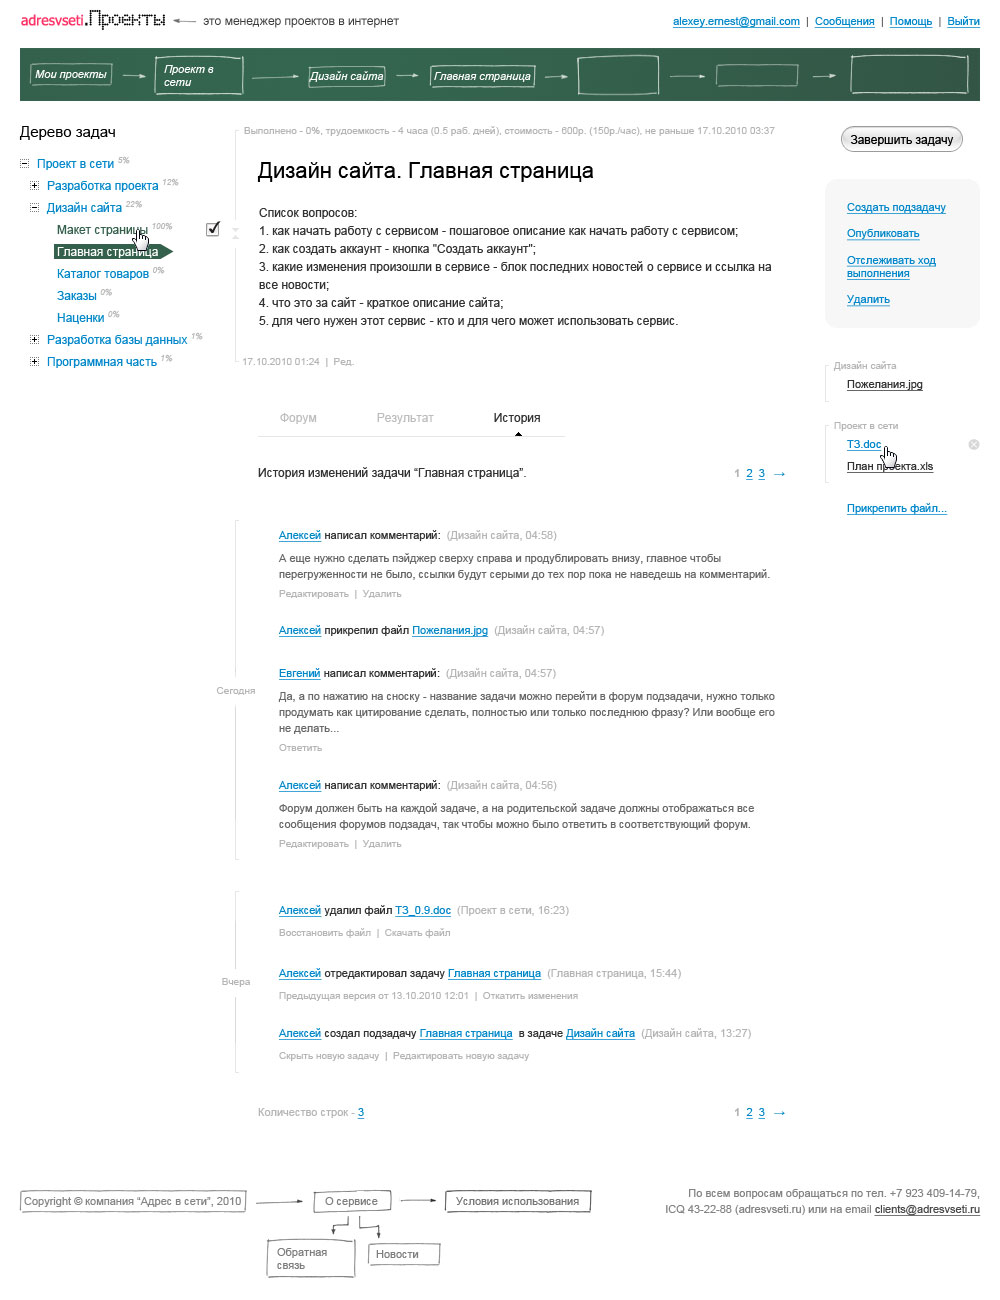 adresvseti.Проекты это менеджер проектов в интернет
alexey.ernest@gmail.com | Сообщения | Помощь | Выйти
Мои проекты
Проект в
сети
Дизайн сайта
Главная страница
Дерево задач
Проект в сети 5%
Разработка проекта 12%
Дизайн сайта 22%
Макет страницы 100%
Главная страница
Каталог товаров 0%
Заказы 0%
Наценки 0%
Разработка базы данных 1%
Программная часть 1%
Выполнено - 0%, трудоемкость - 4 часа (0.5 раб. дней), стоимость - 600р. (150р./час), не раньше 17.10.2010 03:37
Дизайн сайта. Главная страница
Список вопросов:
1. как начать работу с сервисом - пошаговое описание как начать работу с сервисом;
2. как создать аккаунт - кнопка "Создать аккаунт";
3. какие изменения произошли в сервисе - блок последних новостей о сервисе и ссылка на
все новости;
4. что это за сайт - краткое описание сайта;
5. для чего нужен этот сервис - кто и для чего может использовать сервис.
17.10.2010 01:24 | Ред.
Завершить задачу
Создать подзадачу
Опубликовать
Отслеживать ход
выполнения
Удалить
Дизайн сайта
Пожелания.jpg
Проект в сети
ТЗ.doc
План проекта.xls
Прикрепить файл...
Форум
Результат
История
История изменений задачи “Главная страница”.
1 2 3 →
Сегодня
Алексей написал комментарий: (Дизайн сайта, 04:58)
А еще нужно сделать пэйджер сверху справа и продублировать внизу, главное чтобы
перегруженности не было, ссылки будут серыми до тех пор пока не наведешь на комментарий.
Редактировать | Удалить
Алексей прикрепил файл Пожелания.jpg (Дизайн сайта, 04:57)
Евгений написал комментарий: (Дизайн сайта, 04:57)
Да, а по нажатию на сноску - название задачи можно перейти в форум подзадачи, нужно только
продумать как цитирование сделать, полностью или только последнюю фразу? Или вообще его
не делать...
Ответить
Алексей написал комментарий: (Дизайн сайта, 04:56)
Форум должен быть на каждой задаче, а на родительской задаче должны отображаться все
сообщения форумов подзадач, так чтобы можно было ответить в соответствующий форум.
Редактировать | Удалить
Вчера
Алексей удалил файл ТЗ_0.9.doc (Проект в сети, 16:23)
Восстановить файл | Скачать файл
Алексей отредактировал задачу Главная страница (Главная страница, 15:44)
Предыдущая версия от 13.10.2010 12:01 | Откатить изменения
Алексей создал подзадачу Главная страница в задаче Дизайн сайта (Дизайн сайта, 13:27)
Скрыть новую задачу | Редактировать новую задачу
Количество строк - 3
1 2 3 →
Copyright © компания “Адрес в сети”, 2010
О сервисе
Условия использования
Обратная
связь
Новости
По всем вопросам обращаться по тел. +7 923 409-14-79,
ICQ 43-22-88 (adresvseti.ru) или на email clients@adresvseti.ru